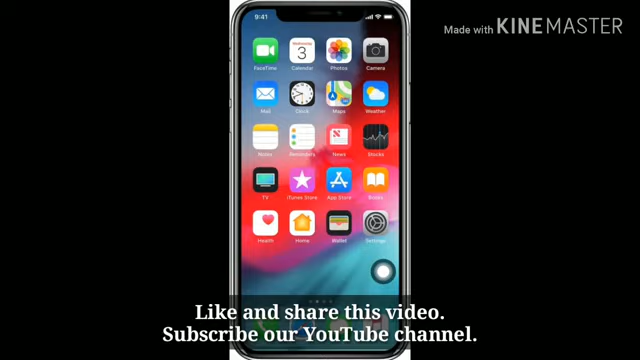 9:41
Made with KINEMASTER
Wednesday
3
FaceTime Calendar Photos Camera
Mail Clock Maps Weather
Notes Reminders News Stocks
TV iTunes Store App Store Books
Health Home Wallet Settings
Like and share this video.
Subscribe our YouTube channel.